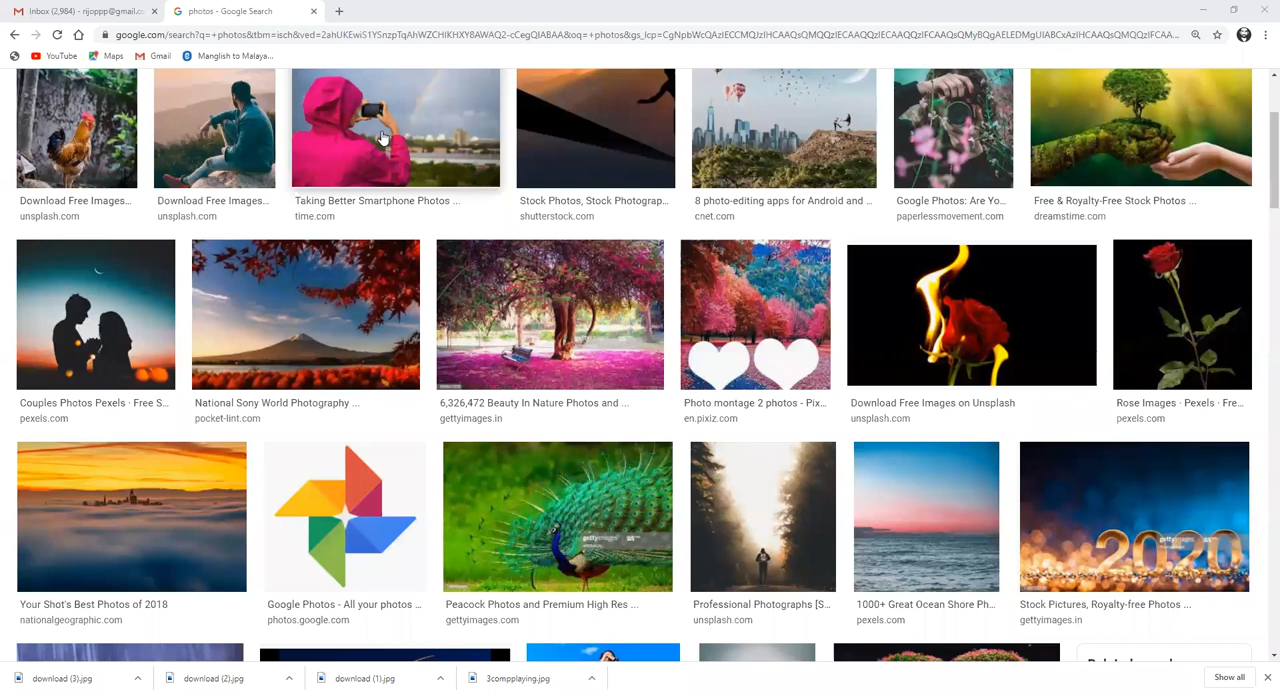 Inbox (2,984) - rijoppp@gmail.co
photos - Google Search
google.com/search?q=+photos&tbm=isch&ved=
YouTube
Maps
Gmail
Manglish to Malaya...
Download Free Images...
unsplash.com
Download Free Images...
unsplash.com
Taking Better Smartphone Photos ...
time.com
Stock Photos, Stock Photograp...
shutterstock.com
8 photo-editing apps for Android and ...
cnet.com
Google Photos: Are Yo...
paperlessmovement.com
Free & Royalty-Free Stock Photos ...
dreamstime.com
Couples Photos Pexels · Free S...
pexels.com
National Sony World Photography ...
pocket-lint.com
6,326,472 Beauty In Nature Photos and ...
gettyimages.in
Photo montage 2 photos - Pix...
en.pixiz.com
Download Free Images on Unsplash
unsplash.com
Rose Images · Pexels · Fre...
pexels.com
gettyimages
2020
gettyimages
Your Shot's Best Photos of 2018
nationalgeographic.com
Google Photos - All your photos ...
photos.google.com
Peacock Photos and Premium High Res ...
gettyimages.com
Professional Photographs [S...
unsplash.com
1000+ Great Ocean Shore Ph...
pexels.com
Stock Pictures, Royalty-free Photos ...
gettyimages.in
download (3).jpg
download (2).jpg
download (1).jpg
3compplaying.jpg
Show all